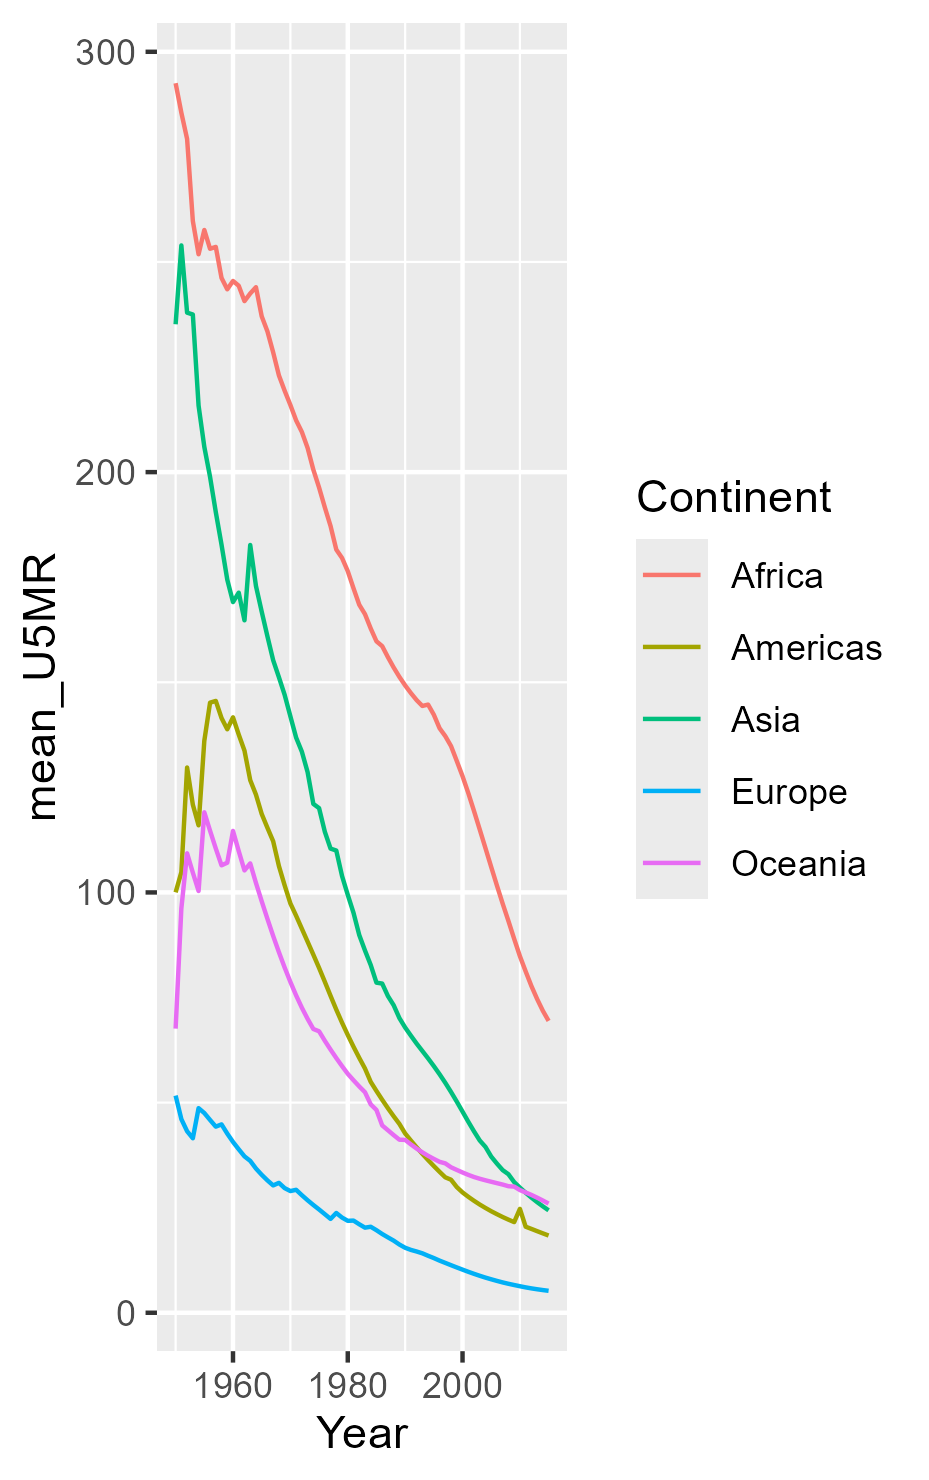 300
200
100
0
mean_U5MR
1960 1980 2000
Year
Continent
Africa
Americas
Asia
Europe
Oceania